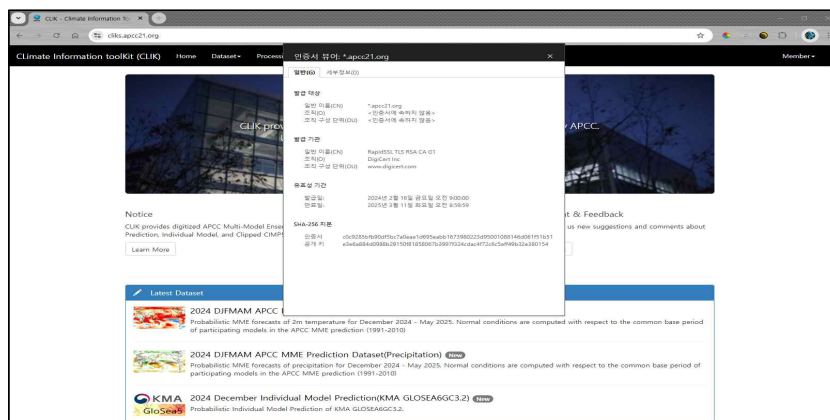 CLIK - Climate Information To
cliks.apcc21.org
CLimate Information toolKit (CLIK) Home Dataset Process Member
인증서 뷰어: *.apcc21.org
일반(G) 세부정보(D)
발급 대상
일반 이름(CN) *.apcc21.org
조직(O) <인증서에 속하지 않음>
조직 구성 단위(OU) <인증서에 속하지 않음>
발급 기관
일반 이름(CN) RapidSSL TLS RSA CA G1
조직(O) DigiCert Inc
조직 구성 단위(OU) www.digicert.com
유효성 기간
발급일: 2024년 2월 16일 금요일 오전 9:00:00
만료일: 2025년 3월 11일 화요일 오전 8:59:59
SHA-256 지문
인증서
공개 키
CLIK prov
y APCC.
Notice
CLIK provides digitized APCC Multi-Model Ense
Prediction, Individual Model, and Clipped CMIP5
Learn More
t & Feedback
us new suggestions and comments about
Latest Dataset
2024 DJFMAM APCC
Probabilistic MME forecasts of 2m temperature for December 2024 - May 2025. Normal conditions are computed with respect to the common base period
of participating models in the APCC MME prediction (1991-2010)
2024 DJFMAM APCC MME Prediction Dataset(Precipitation) New
Probabilistic MME forecasts of precipitation for December 2024 - May 2025. Normal conditions are computed with respect to the common base period of
participating models in the APCC MME prediction (1991-2010)
KMA
GloSea5
2024 December Individual Model Prediction(KMA GLOSEA6GC3.2) New
Probabilistic Individual Model Prediction of KMA GLOSEA6GC3.2.